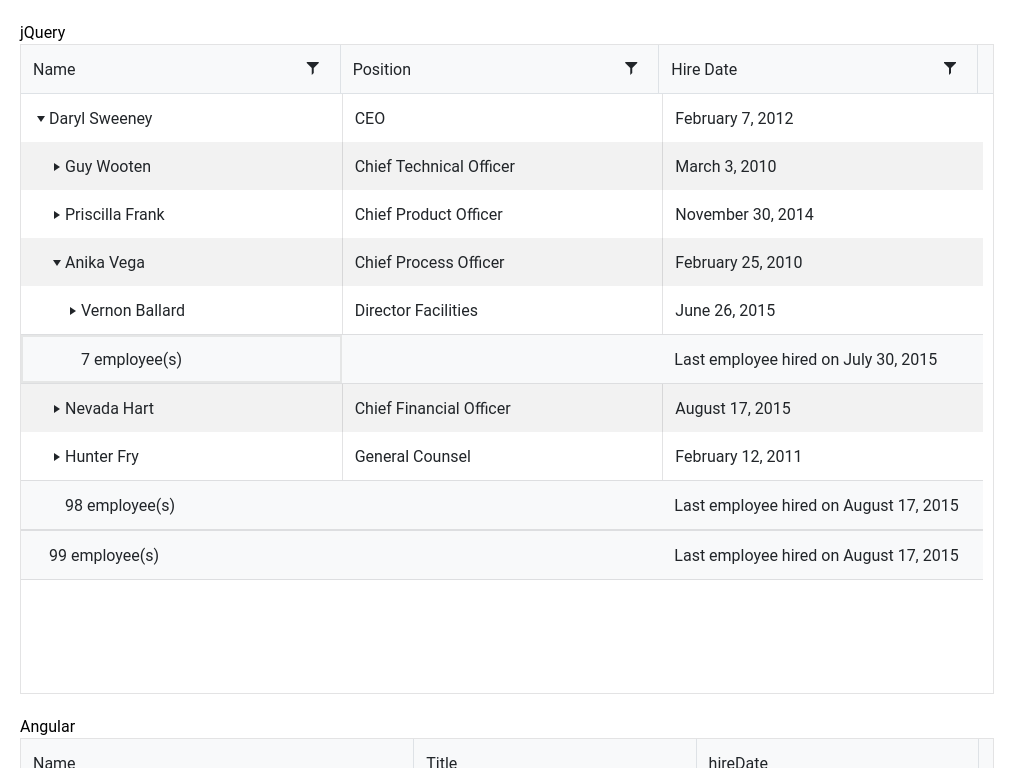 jQuery
Name Position Hire Date
Daryl Sweeney CEO February 7, 2012
Guy Wooten Chief Technical Officer March 3, 2010
Priscilla Frank Chief Product Officer November 30, 2014
Anika Vega Chief Process Officer February 25, 2010
Vernon Ballard Director Facilities June 26, 2015
7 employee(s) Last employee hired on July 30, 2015
Nevada Hart Chief Financial Officer August 17, 2015
Hunter Fry General Counsel February 12, 2011
98 employee(s) Last employee hired on August 17, 2015
99 employee(s) Last employee hired on August 17, 2015
Angular
Name Title hireDate